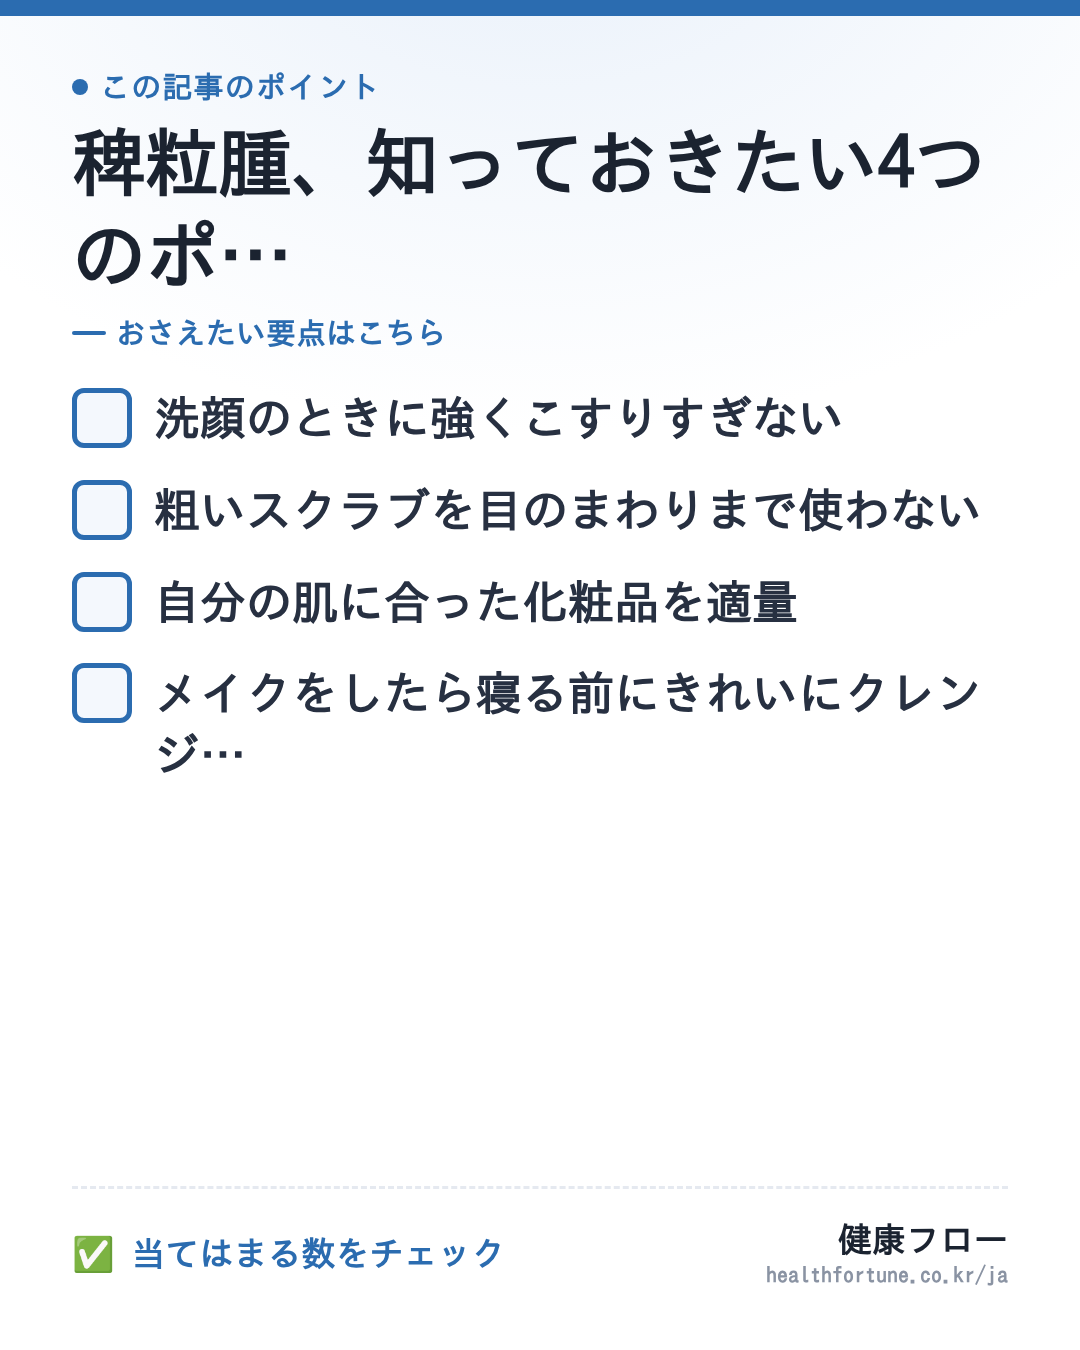 この記事のポイント
稗粒腫、知っておきたい4つ
のポ…
おさえたい要点はこちら
洗顔のときに強くこすりすぎない
粗いスクラブを目のまわりまで使わない
自分の肌に合った化粧品を適量
メイクをしたら寝る前にきれいにクレン
ジ…
✅ 当てはまる数をチェック
健康フロー
healthfortune.co.kr/ja